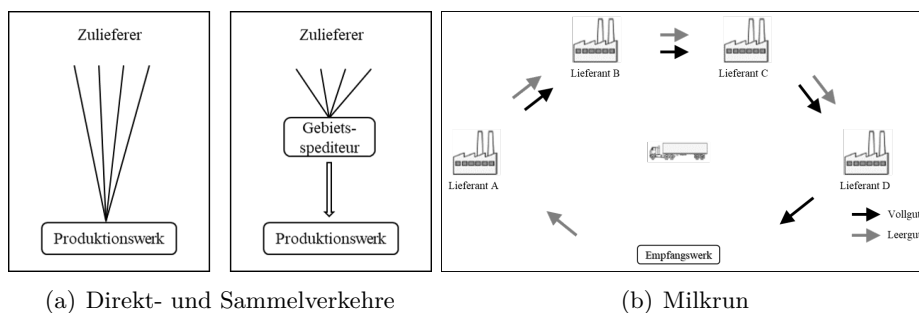 Zulieferer
Gebiets-
spediteur
Produktionswerk
Zulieferer
Produktionswerk
Lieferant A
Lieferant B
Lieferant C
Lieferant D
Vollgut
Leergut
Empfangswerk
(a) Direkt- und Sammelverkehre
(b) Milkrun